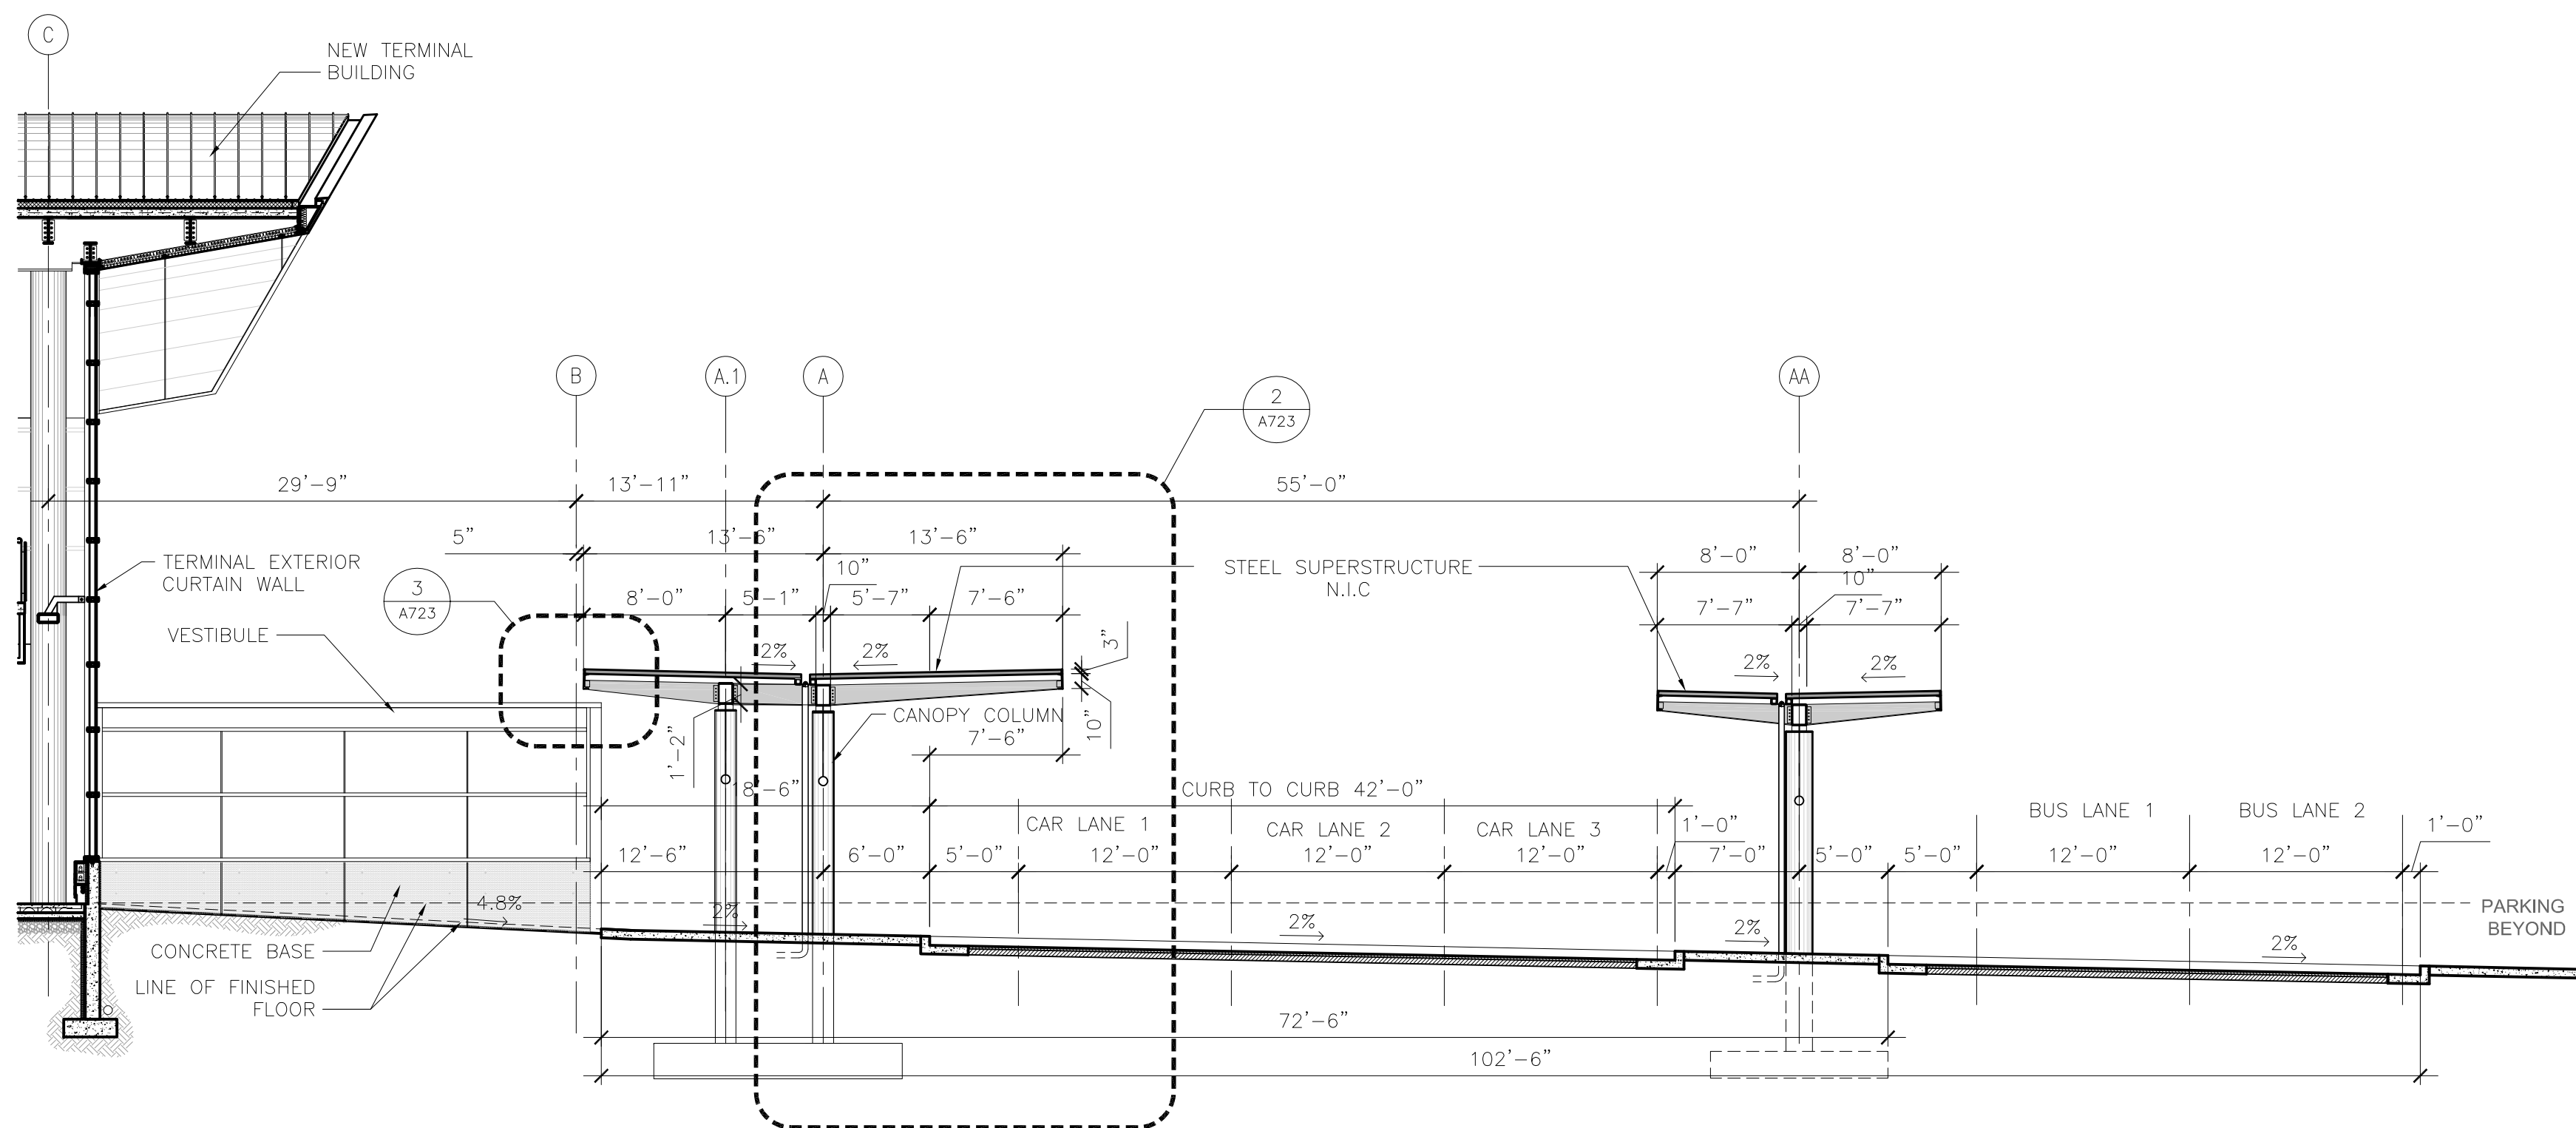 C
NEW TERMINAL
BUILDING
B
A.1
A
AA
2
A723
29'-9"
13'-11"
55'-0"
5"
13'-6"
13'-6"
TERMINAL EXTERIOR
CURTAIN WALL
3
A723
10"
STEEL SUPERSTRUCTURE
N.I.C
8'-0"
8'-0"
10"
8'-0"
5'-1"
5'-7"
7'-6"
7'-7"
7'-7"
VESTIBULE
2%
2%
3"
2%
2%
CANOPY COLUMN
7'-6"
10"
1'-2"
18'-6"
CURB TO CURB 42'-0"
CAR LANE 1
CAR LANE 2
CAR LANE 3
1'-0"
BUS LANE 1
BUS LANE 2
1'-0"
12'-6"
6'-0"
5'-0"
12'-0"
12'-0"
12'-0"
7'-0"
5'-0"
5'-0"
12'-0"
12'-0"
4.8%
2%
2%
2%
2%
PARKING
BEYOND
CONCRETE BASE
LINE OF FINISHED
FLOOR
72'-6"
102'-6"